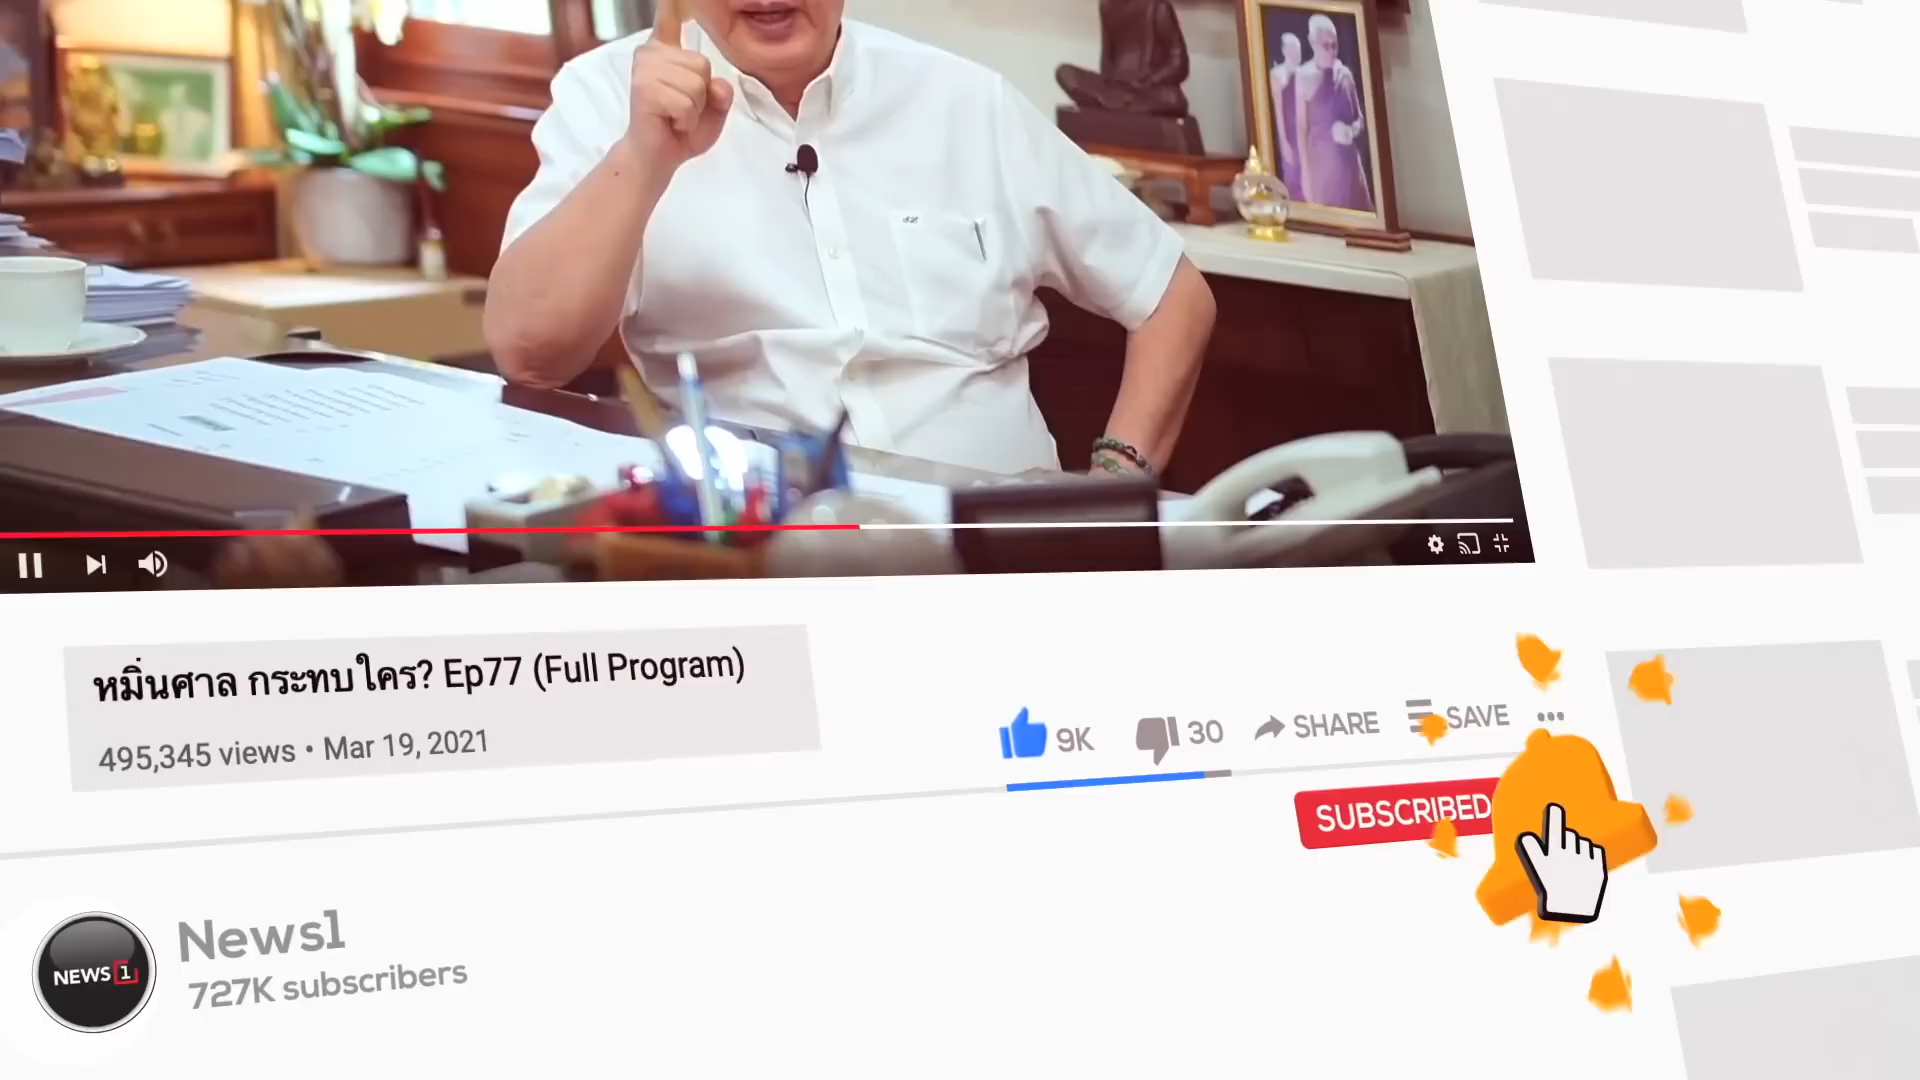 หมิ่นศาล กระทบใคร? Ep77 (Full Program)
495,345 views • Mar 19, 2021
9K
30
SHARE
SAVE
SUBSCRIBED
News1
727K subscribers
NEWS 1